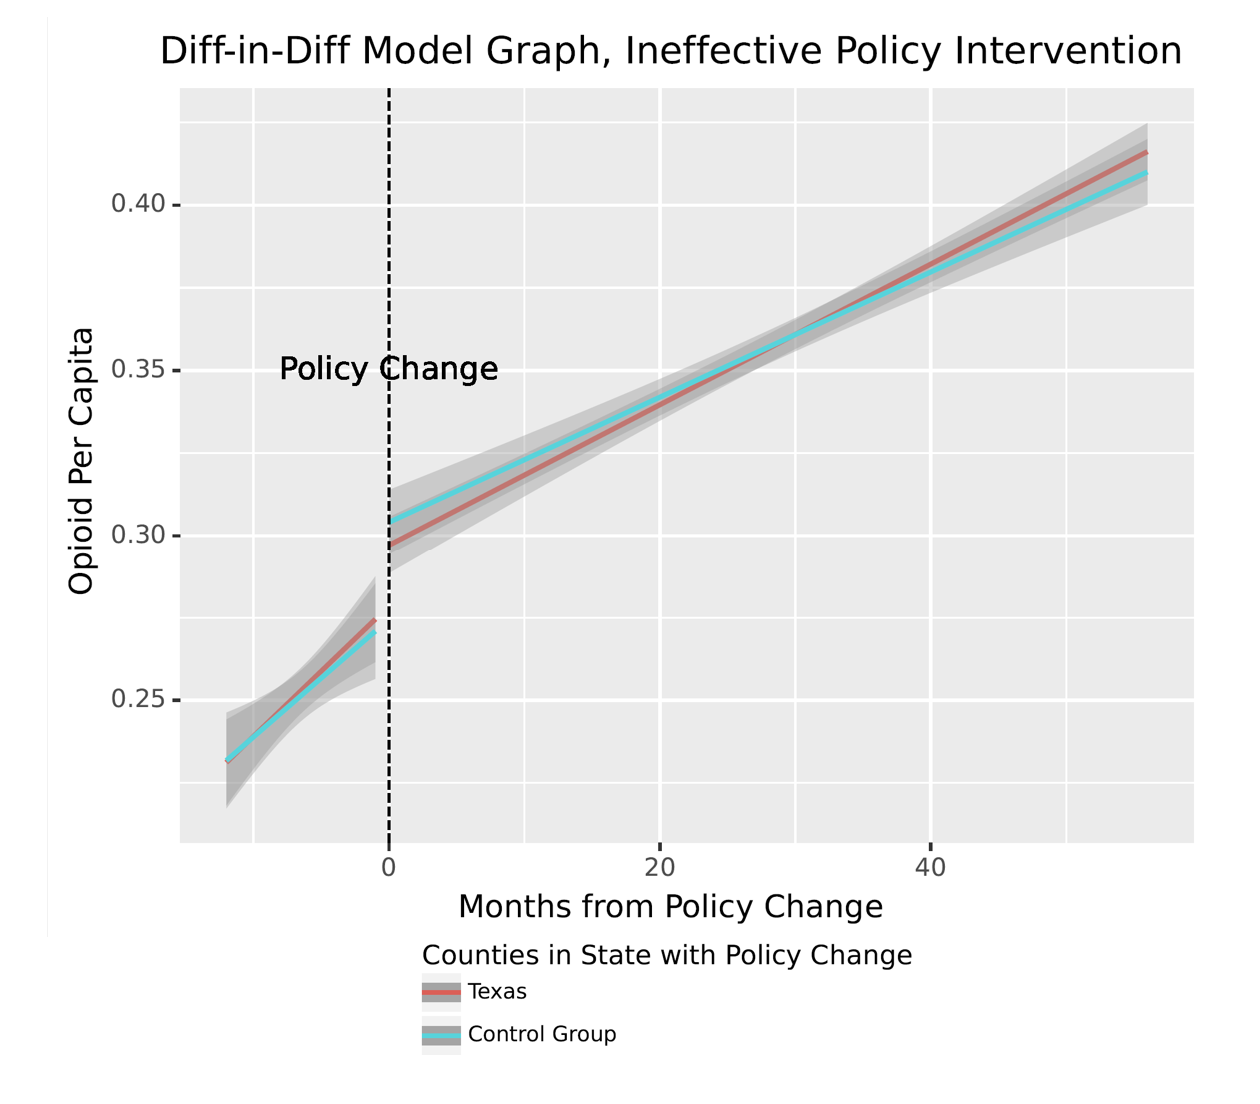 Diff-in-Diff Model Graph, Ineffective Policy Intervention
0.40
0.35
0.30
0.25
Opioid Per Capita
Policy Change
0
20
40
Months from Policy Change
Counties in State with Policy Change
Texas
Control Group